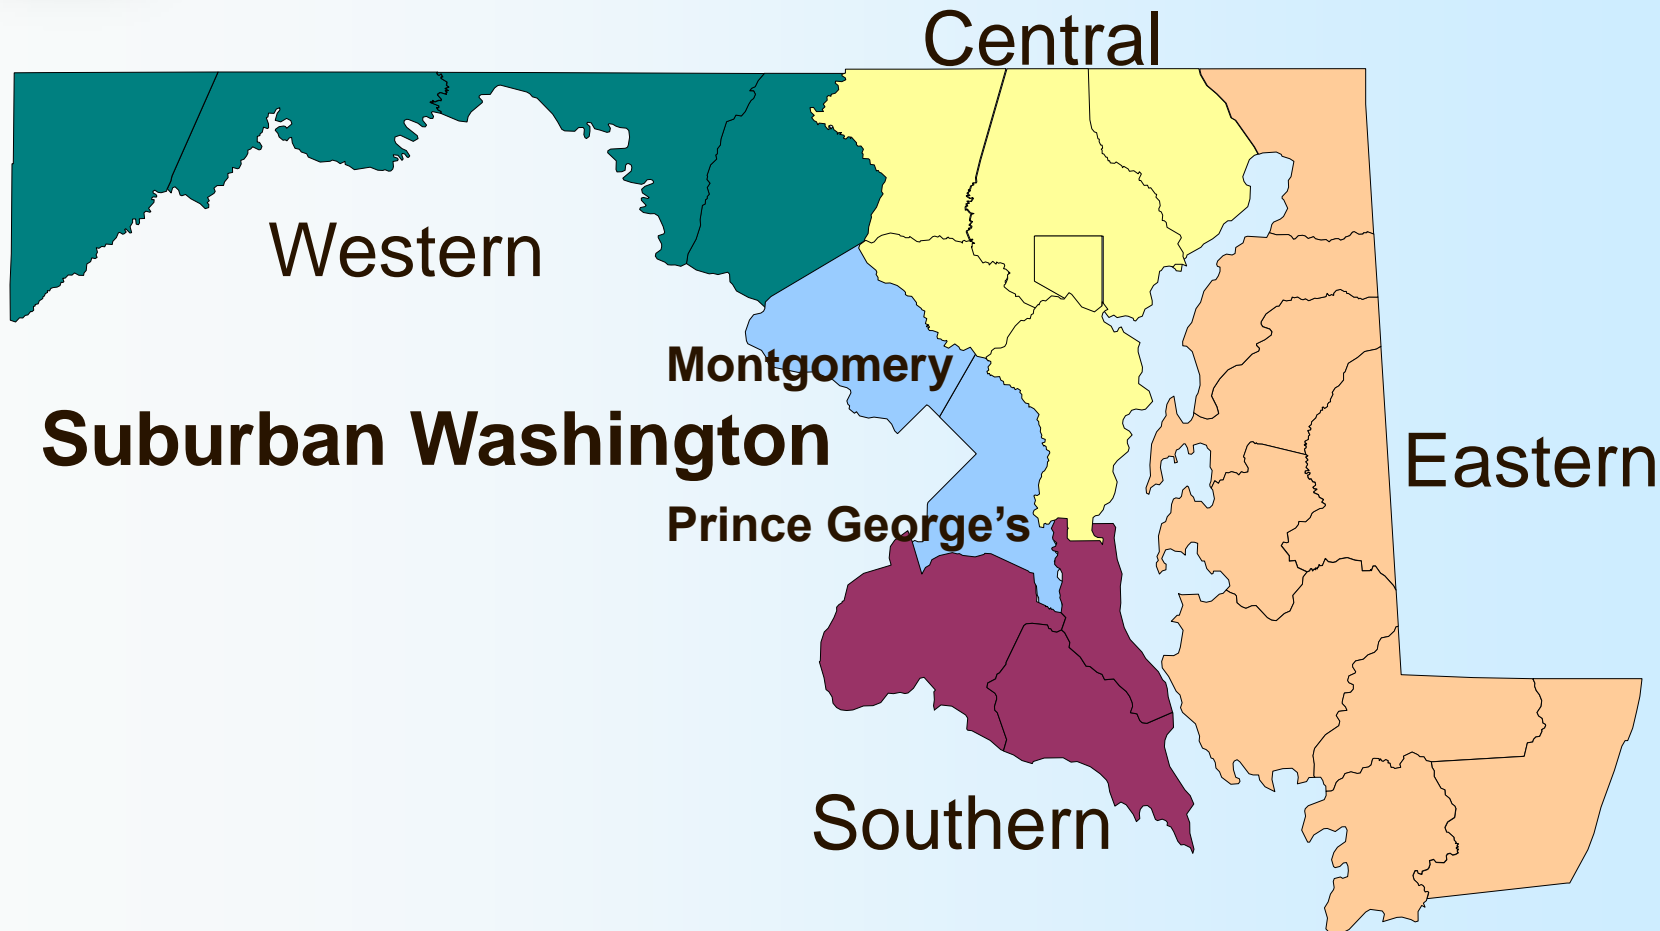 Central
Western
Montgomery
Suburban Washington
Eastern
Prince George’s
Southern